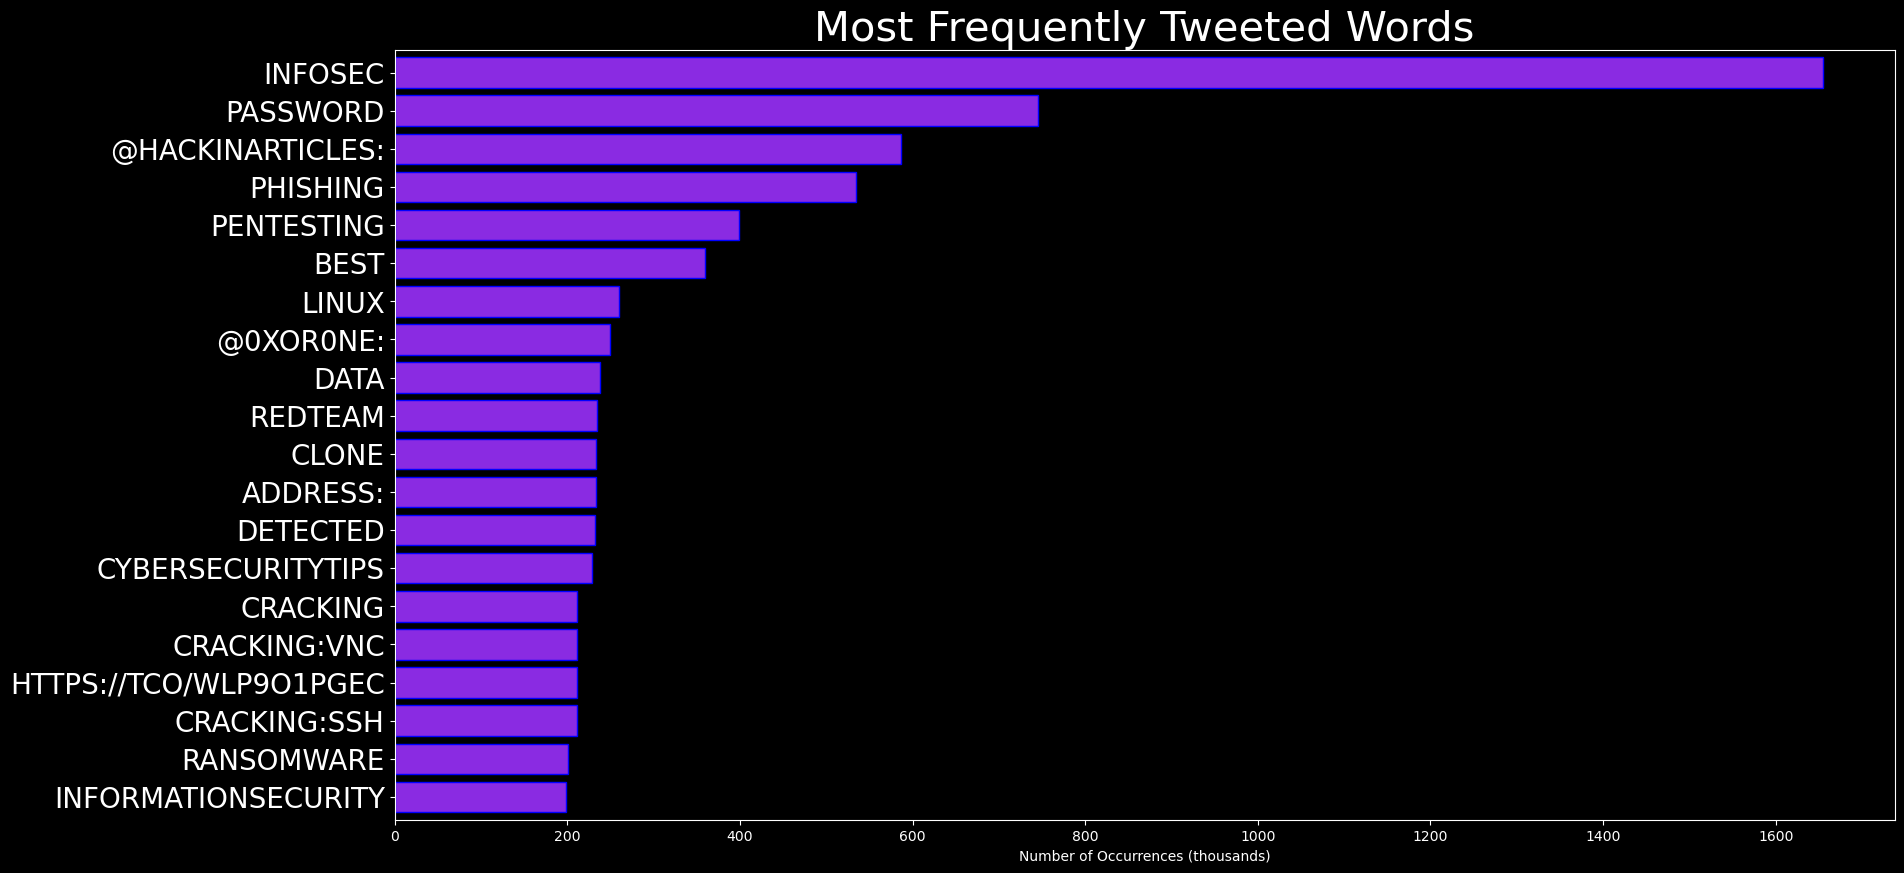 Most Frequently Tweeted Words
INFOSEC
PASSWORD
@HACKINARTICLES:
PHISHING
PENTESTING
BEST
LINUX
@0XOR0NE:
DATA
REDTEAM
CLONE
ADDRESS:
DETECTED
CYBERSECURITYTIPS
CRACKING
CRACKING:VNC
HTTPS://TCO/WLP9O1PGEC
CRACKING:SSH
RANSOMWARE
INFORMATIONSECURITY
0 200 400 600 800 1000 1200 1400 1600
Number of Occurrences (thousands)